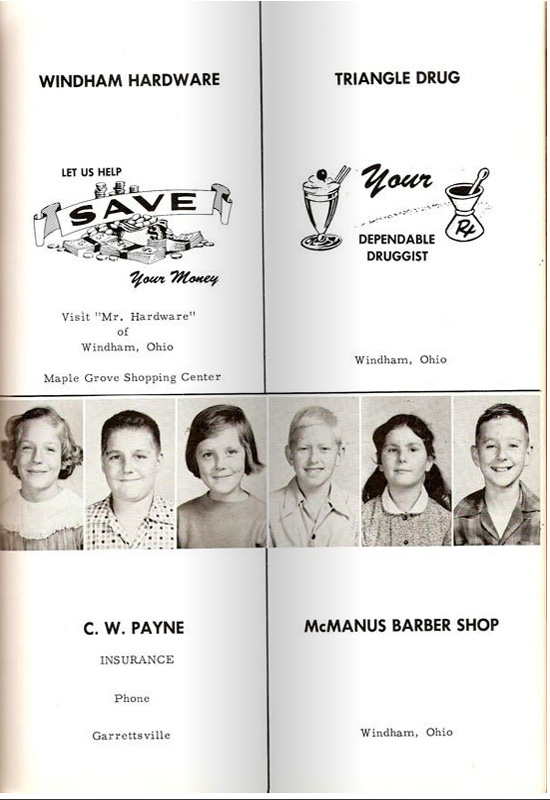 WINDHAM HARDWARE
LET US HELP
SAVE
Your Money
Visit "Mr. Hardware"
of
Windham, Ohio
Maple Grove Shopping Center
TRIANGLE DRUG
Your
Rx
DEPENDABLE
DRUGGIST
Windham, Ohio
C. W. PAYNE
INSURANCE
Phone
Garrettsville
McMANUS BARBER SHOP
Windham, Ohio